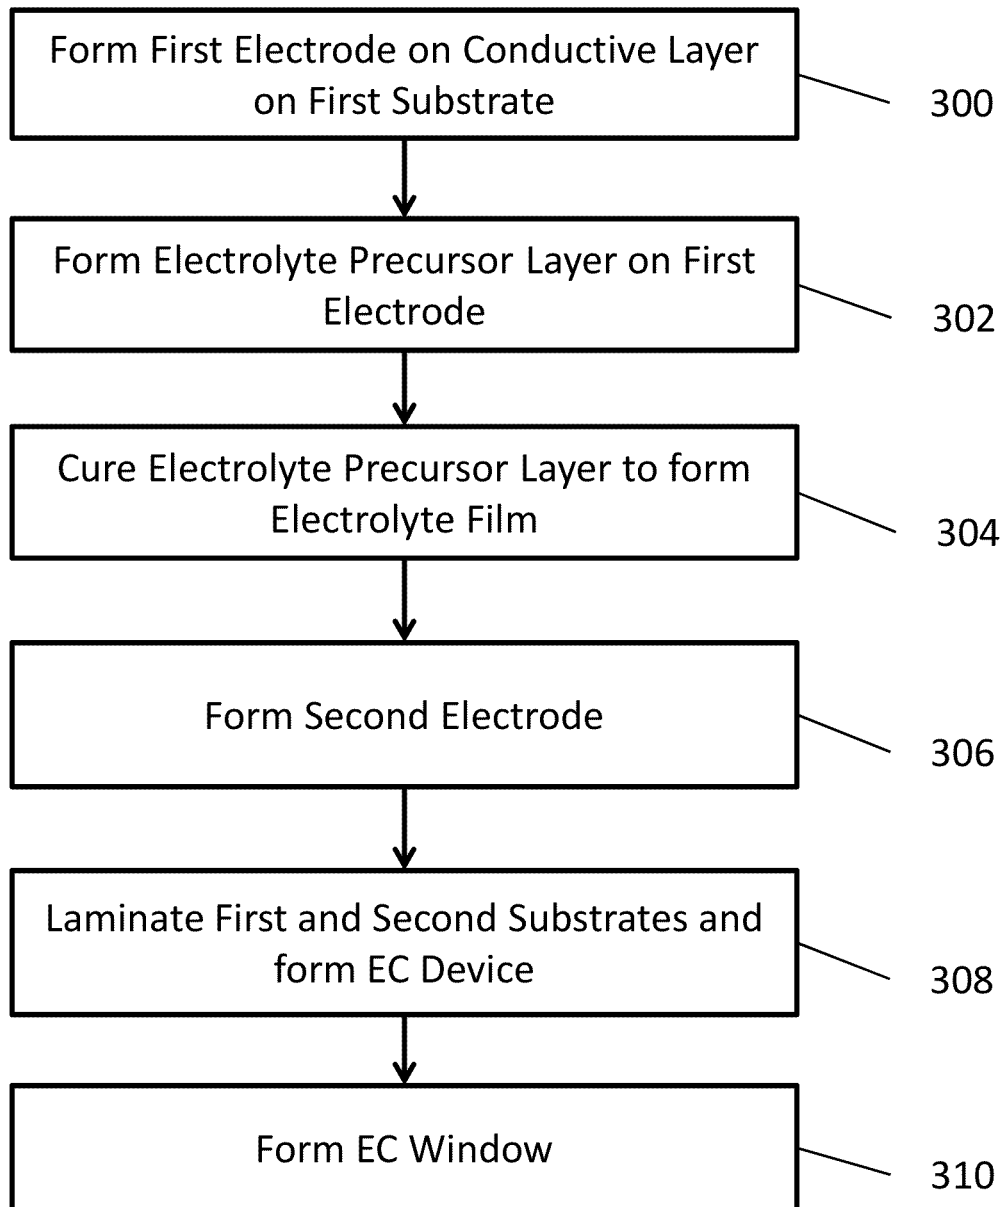 Form First Electrode on Conductive Layer
on First Substrate
300
Form Electrolyte Precursor Layer on First
Electrode
302
Cure Electrolyte Precursor Layer to form
Electrolyte Film
304
Form Second Electrode
306
Laminate First and Second Substrates and
form EC Device
308
Form EC Window
310